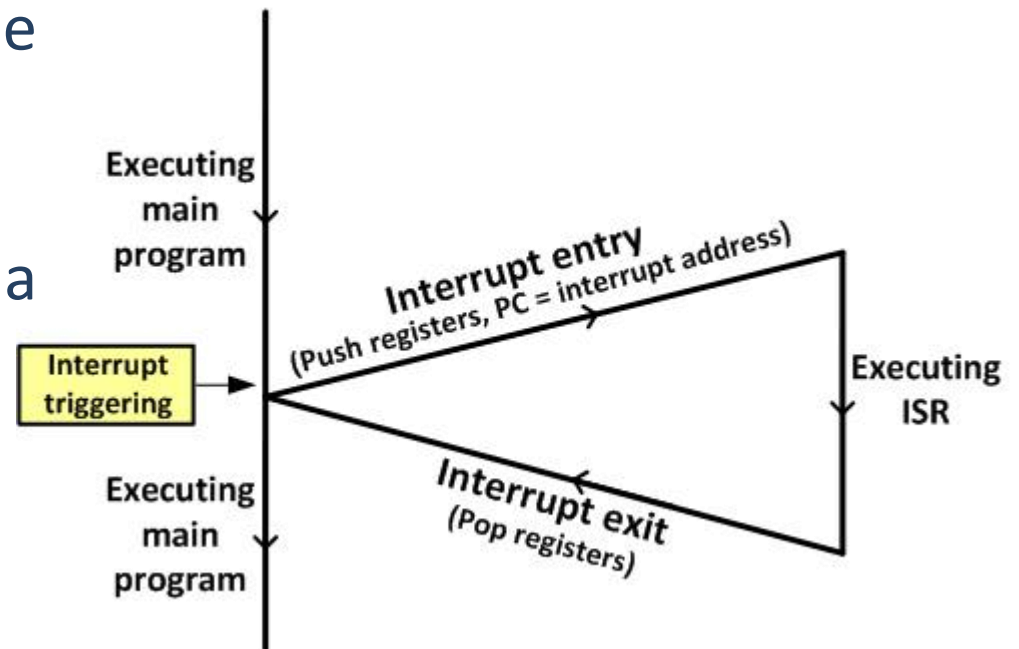 e
Executing
main
program
a
Interrupt entry
(Push registers, PC = interrupt address)
Interrupt
triggering
Executing
ISR
Interrupt exit
(Pop registers)
Executing
main
program